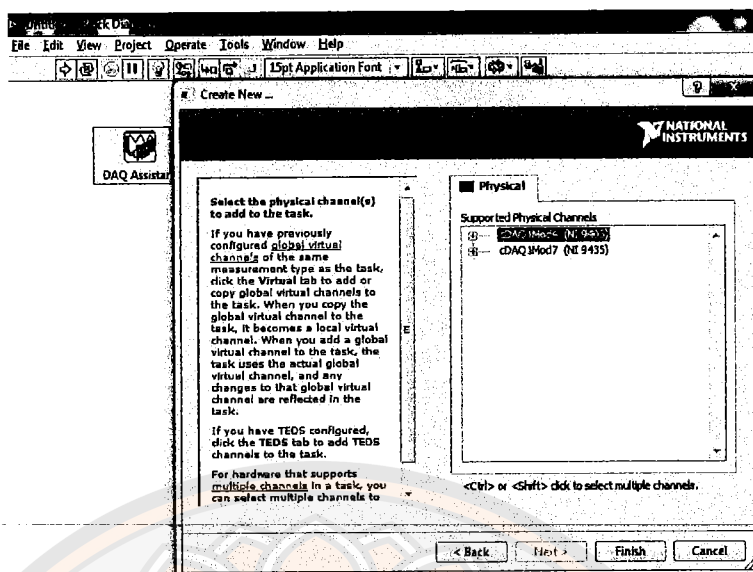 File Edit View Project Operate Tools Window Help
15pt Application Font
Create New ...
NATIONAL
INSTRUMENTS
DAQ Assistan
Select the physical channel(s)
to add to the task.
If you have previously
configured global virtual
channels of the same
measurement type as the task,
click the Virtual tab to add or
copy global virtual channels to
the task. When you copy the
global virtual channel to the
task, it becomes a local virtual
channel. When you add a global
virtual channel to the task, the
task uses the actual global
virtual channel, and any
changes to that global virtual
channel are reflected in the
task.
If you have TEDS configured,
click the TEDS tab to add TEDS
channels to the task.
For hardware that supports
multiple channels in a task, you
can select multiple channels to
Physical
Supported Physical Channels
(NI
cDAQ1Mod7 (NI 9435)
<Ctrl> or <Shift> click to select multiple channels.
< Back Next > Finish Cancel